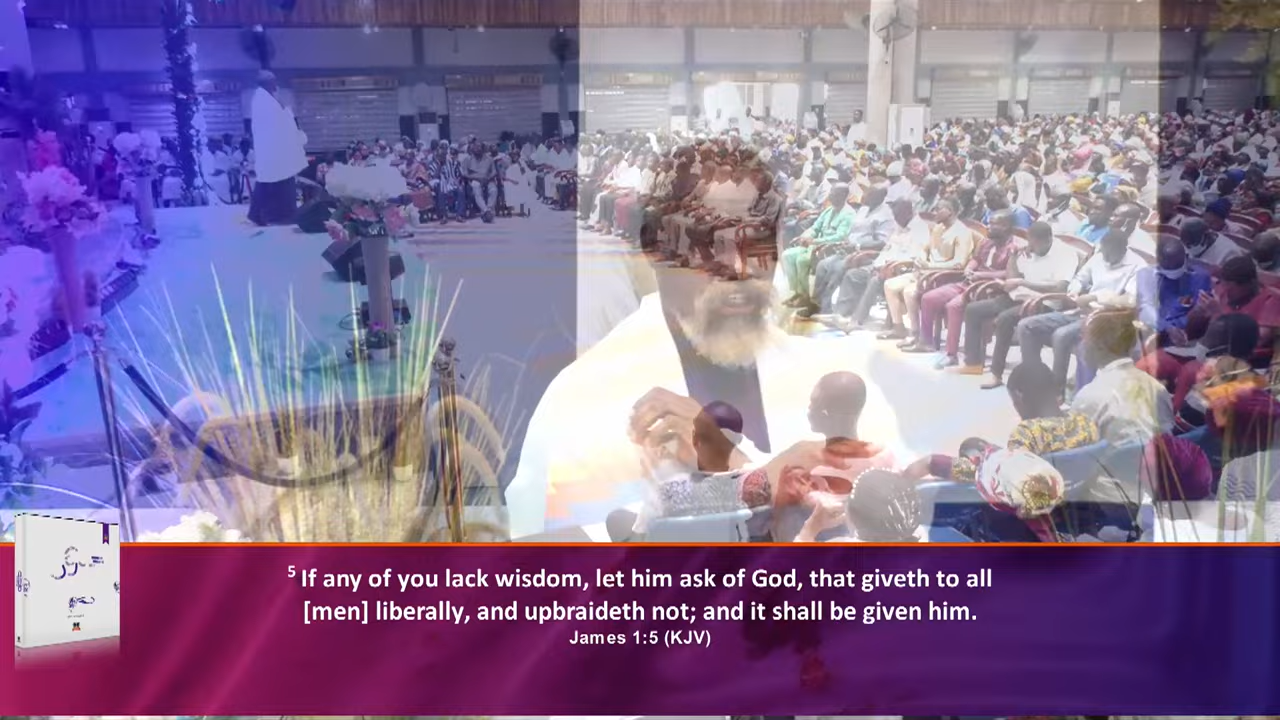 5 If any of you lack wisdom, let him ask of God, that giveth to all
[men] liberally, and upbraideth not; and it shall be given him.
James 1:5 (KJV)